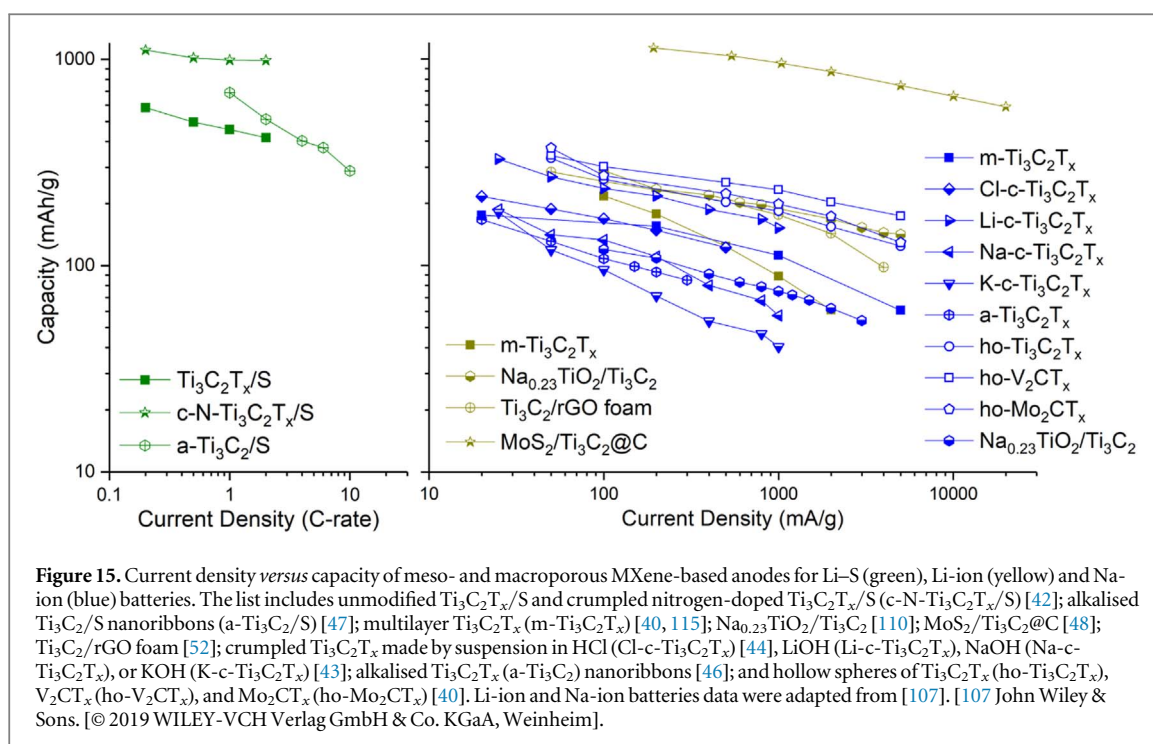 1000
100
10
Capacity (mAh/g)
Ti₃C₂Tₓ/S
c-N-Ti₃C₂Tₓ/S
a-Ti₃C₂/S
0.1 1 10
Current Density (C-rate)
m-Ti₃C₂Tₓ
Na₀.₂₃TiO₂/Ti₃C₂
Ti₃C₂/rGO foam
MoS₂/Ti₃C₂@C
m-Ti₃C₂Tₓ
Cl-c-Ti₃C₂Tₓ
Li-c-Ti₃C₂Tₓ
Na-c-Ti₃C₂Tₓ
K-c-Ti₃C₂Tₓ
a-Ti₃C₂Tₓ
ho-Ti₃C₂Tₓ
ho-V₂CTₓ
ho-Mo₂CTₓ
Na₀.₂₃TiO₂/Ti₃C₂
10 100 1000 10000
Current Density (mA/g)
Figure 15. Current density versus capacity of meso- and macroporous MXene-based anodes for Li–S (green), Li-ion (yellow) and Na-
ion (blue) batteries. The list includes unmodified Ti₃C₂Tₓ/S and crumpled nitrogen-doped Ti₃C₂Tₓ/S (c-N-Ti₃C₂Tₓ/S) [42]; alkalised
Ti₃C₂/S nanoribbons (a-Ti₃C₂/S) [47]; multilayer Ti₃C₂Tₓ (m-Ti₃C₂Tₓ) [40, 115]; Na₀.₂₃TiO₂/Ti₃C₂ [110]; MoS₂/Ti₃C₂@C [48];
Ti₃C₂/rGO foam [52]; crumpled Ti₃C₂Tₓ made by suspension in HCl (Cl-c-Ti₃C₂Tₓ) [44], LiOH (Li-c-Ti₃C₂Tₓ), NaOH (Na-c-
Ti₃C₂Tₓ), or KOH (K-c-Ti₃C₂Tₓ) [43]; alkalised Ti₃C₂Tₓ (a-Ti₃C₂) nanoribbons [46]; and hollow spheres of Ti₃C₂Tₓ (ho-Ti₃C₂Tₓ),
V₂CTₓ (ho-V₂CTₓ), and Mo₂CTₓ (ho-Mo₂CTₓ) [40]. Li-ion and Na-ion batteries data were adapted from [107]. [107 John Wiley &
Sons. [© 2019 WILEY-VCH Verlag GmbH & Co. KGaA, Weinheim].